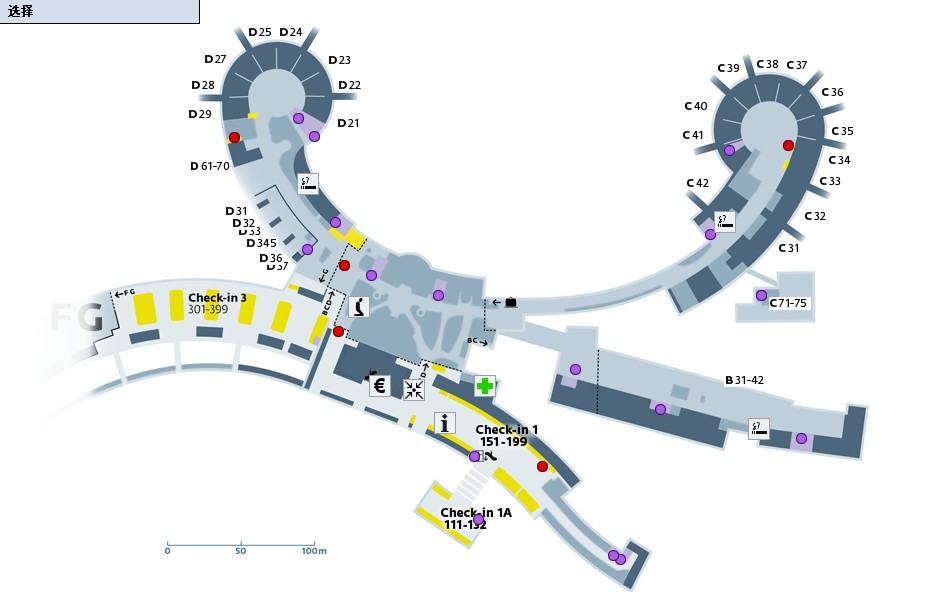 选择
D25 D24
D27
D23
D28
D22
D29
D21
D 61-70
D31
D32
D33
D 345
D36
D37
C38 C37
C39
C36
C40
C35
C41
C34
C42
C33
C32
C31
C71-75
←G
BCD→
←FG
FG
Check-in 3
301-399
BC→
B 31-42
€
i
Check-in 1
151-199
Check-in 1A
111-132
0 50 100m